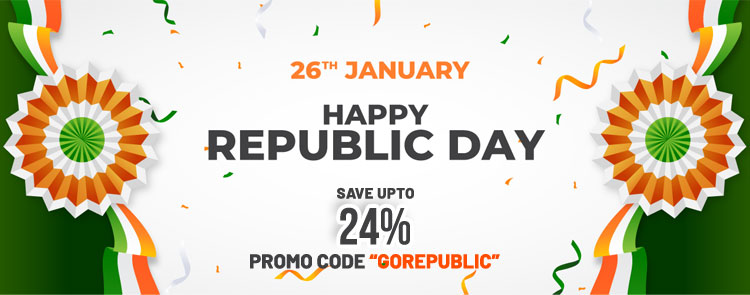 26TH JANUARY
HAPPY
REPUBLIC DAY
SAVE UPTO
24%
PROMO CODE “GOREPUBLIC”